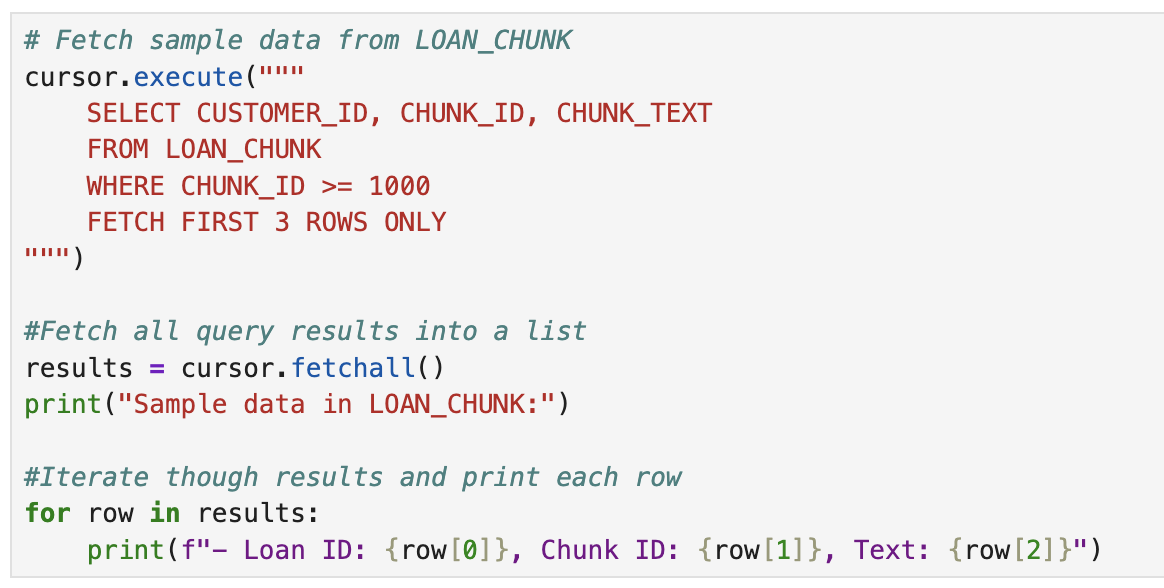 # Fetch sample data from LOAN_CHUNK
cursor.execute("""
    SELECT CUSTOMER_ID, CHUNK_ID, CHUNK_TEXT
    FROM LOAN_CHUNK
    WHERE CHUNK_ID >= 1000
    FETCH FIRST 3 ROWS ONLY
""")

#Fetch all query results into a list
results = cursor.fetchall()
print("Sample data in LOAN_CHUNK:")

#Iterate though results and print each row
for row in results:
    print(f"- Loan ID: {row[0]}, Chunk ID: {row[1]}, Text: {row[2]}")